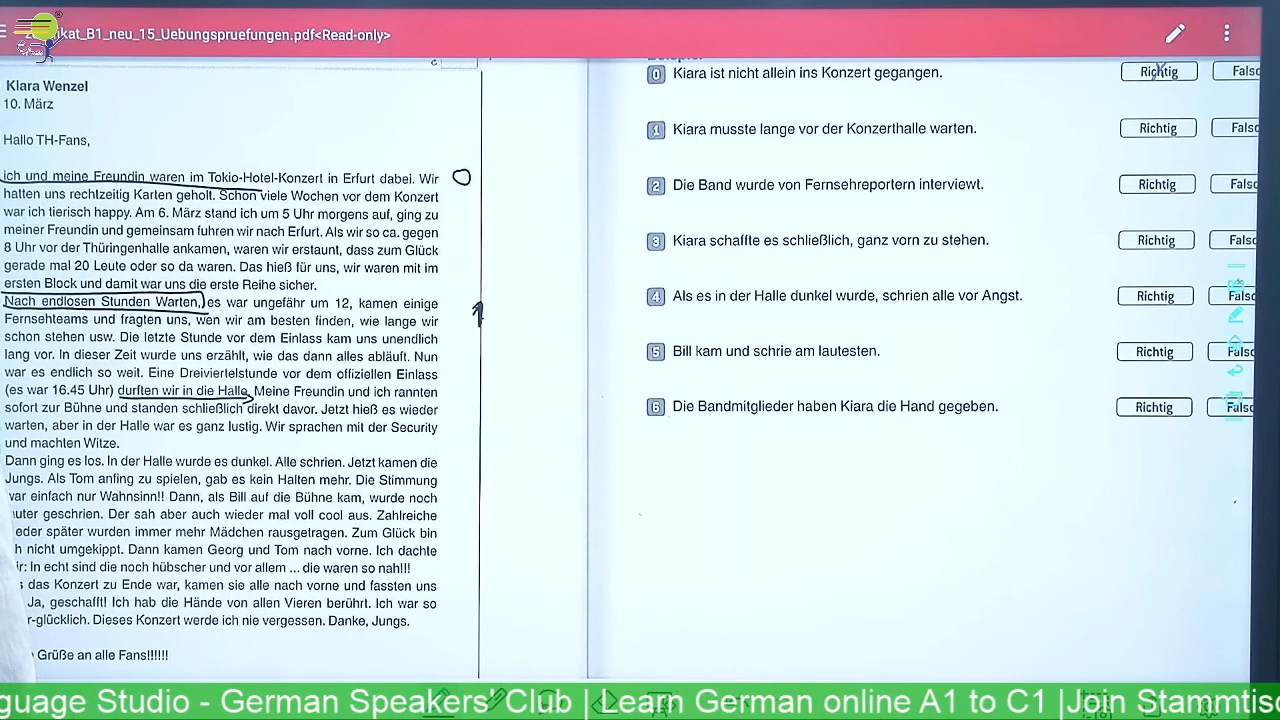 kat_B1_neu_15_Uebungspruefungen.pdf<Read-only>
Klara Wenzel
10. März
Hallo TH-Fans,
ich und meine Freundin waren im Tokio-Hotel-Konzert in Erfurt dabei. Wir
hatten uns rechtzeitig Karten geholt. Schon viele Wochen vor dem Konzert
war ich tierisch happy. Am 6. März stand ich um 5 Uhr morgens auf, ging zu
meiner Freundin und gemeinsam fuhren wir nach Erfurt. Als wir so ca. gegen
8 Uhr vor der Thüringenhalle ankamen, waren wir erstaunt, dass zum Glück
gerade mal 20 Leute oder so da waren. Das hieß für uns, wir waren mit im
ersten Block und damit war uns die erste Reihe sicher.
Nach endlosen Stunden Warten, es war ungefähr um 12, kamen einige
Fernsehteams und fragten uns, wen wir am besten finden, wie lange wir
schon stehen usw. Die letzte Stunde vor dem Einlass kam uns unendlich
lang vor. In dieser Zeit wurde uns erzählt, wie das dann alles abläuft. Nun
war es endlich so weit. Eine Dreiviertelstunde vor dem offiziellen Einlass
(es war 16.45 Uhr) durften wir in die Halle. Meine Freundin und ich rannten
sofort zur Bühne und standen schließlich direkt davor. Jetzt hieß es wieder
warten, aber in der Halle war es ganz lustig. Wir sprachen mit der Security
und machten Witze.
Dann ging es los. In der Halle wurde es dunkel. Alle schrien. Jetzt kamen die
Jungs. Als Tom anfing zu spielen, gab es kein Halten mehr. Die Stimmung
war einfach nur Wahnsinn!! Dann, als Bill auf die Bühne kam, wurde noch
auter geschrien. Der sah aber auch wieder mal voll cool aus. Zahlreiche
ieder später wurden immer mehr Mädchen rausgetragen. Zum Glück bin
h nicht umgekippt. Dann kamen Georg und Tom nach vorne. Ich dachte
ir: In echt sind die noch hübscher und vor allem ... die waren so nah!!!
s das Konzert zu Ende war, kamen sie alle nach vorne und fassten uns
Ja, geschafft! Ich hab die Hände von allen Vieren berührt. Ich war so
r-glücklich. Dieses Konzert werde ich nie vergessen. Danke, Jungs.
Grüße an alle Fans!!!!!!
0 Kiara ist nicht allein ins Konzert gegangen. Richtig Falsc
1 Kiara musste lange vor der Konzerthalle warten. Richtig Falsc
2 Die Band wurde von Fernsehreportern interviewt. Richtig Falsc
3 Kiara schaffte es schließlich, ganz vorn zu stehen. Richtig Falsc
4 Als es in der Halle dunkel wurde, schrien alle vor Angst. Richtig Falsc
5 Bill kam und schrie am lautesten. Richtig Falsc
6 Die Bandmitglieder haben Kiara die Hand gegeben. Richtig Falsc
guage Studio - German Speakers' Club | Learn German online A1 to C1 |Join Stammtisc